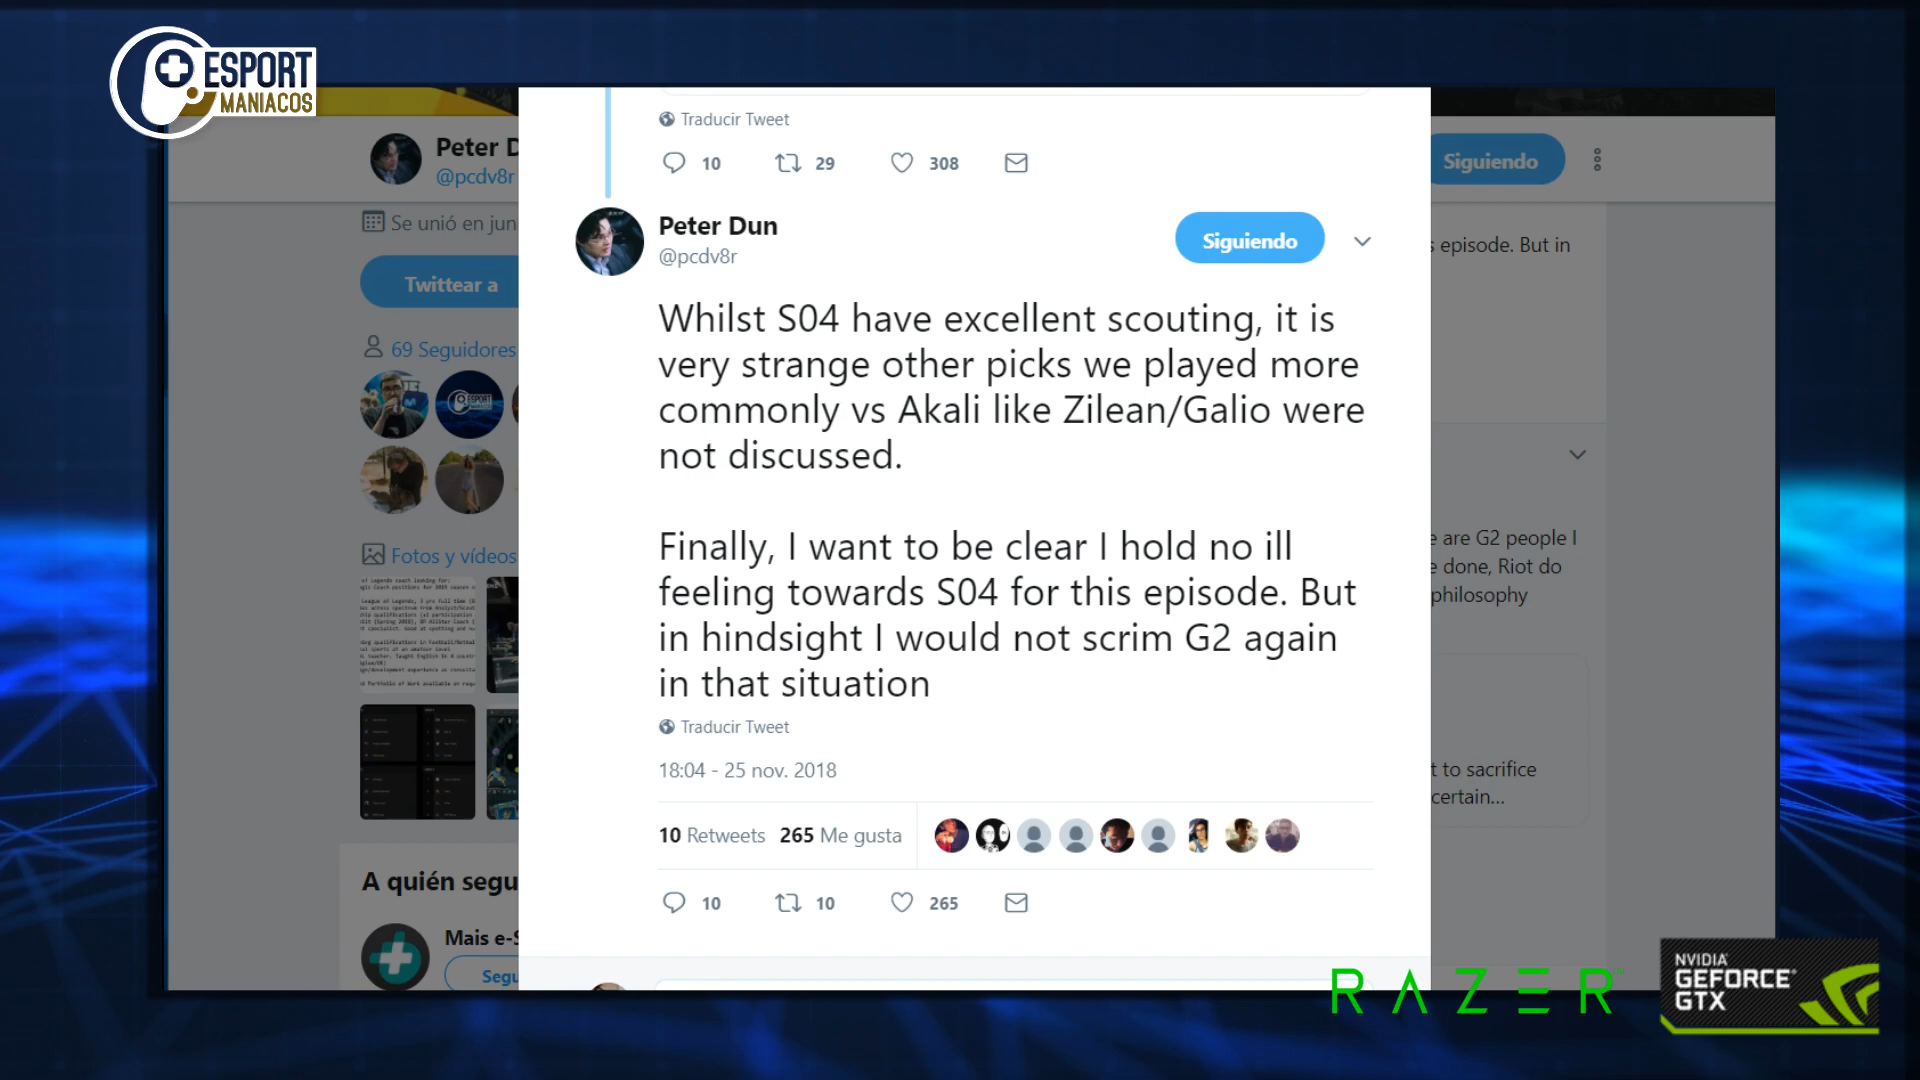 ESPORT
MANIACOS
Peter D
@pcdv8r
Se unió en jun
Twittear a
69 Seguidores
Fotos y vídeos
A quién segu
Mais e-S
Segu
Traducir Tweet
10 29 308
Peter Dun
@pcdv8r
Siguiendo
Whilst S04 have excellent scouting, it is
very strange other picks we played more
commonly vs Akali like Zilean/Galio were
not discussed.
Finally, I want to be clear I hold no ill
feeling towards S04 for this episode. But
in hindsight I would not scrim G2 again
in that situation
Traducir Tweet
18:04 - 25 nov. 2018
10 Retweets 265 Me gusta
10 10 265
Siguiendo
s episode. But in
e are G2 people I
e done, Riot do
philosophy
t to sacrifice
certain...
RAZER
NVIDIA
GEFORCE
GTX